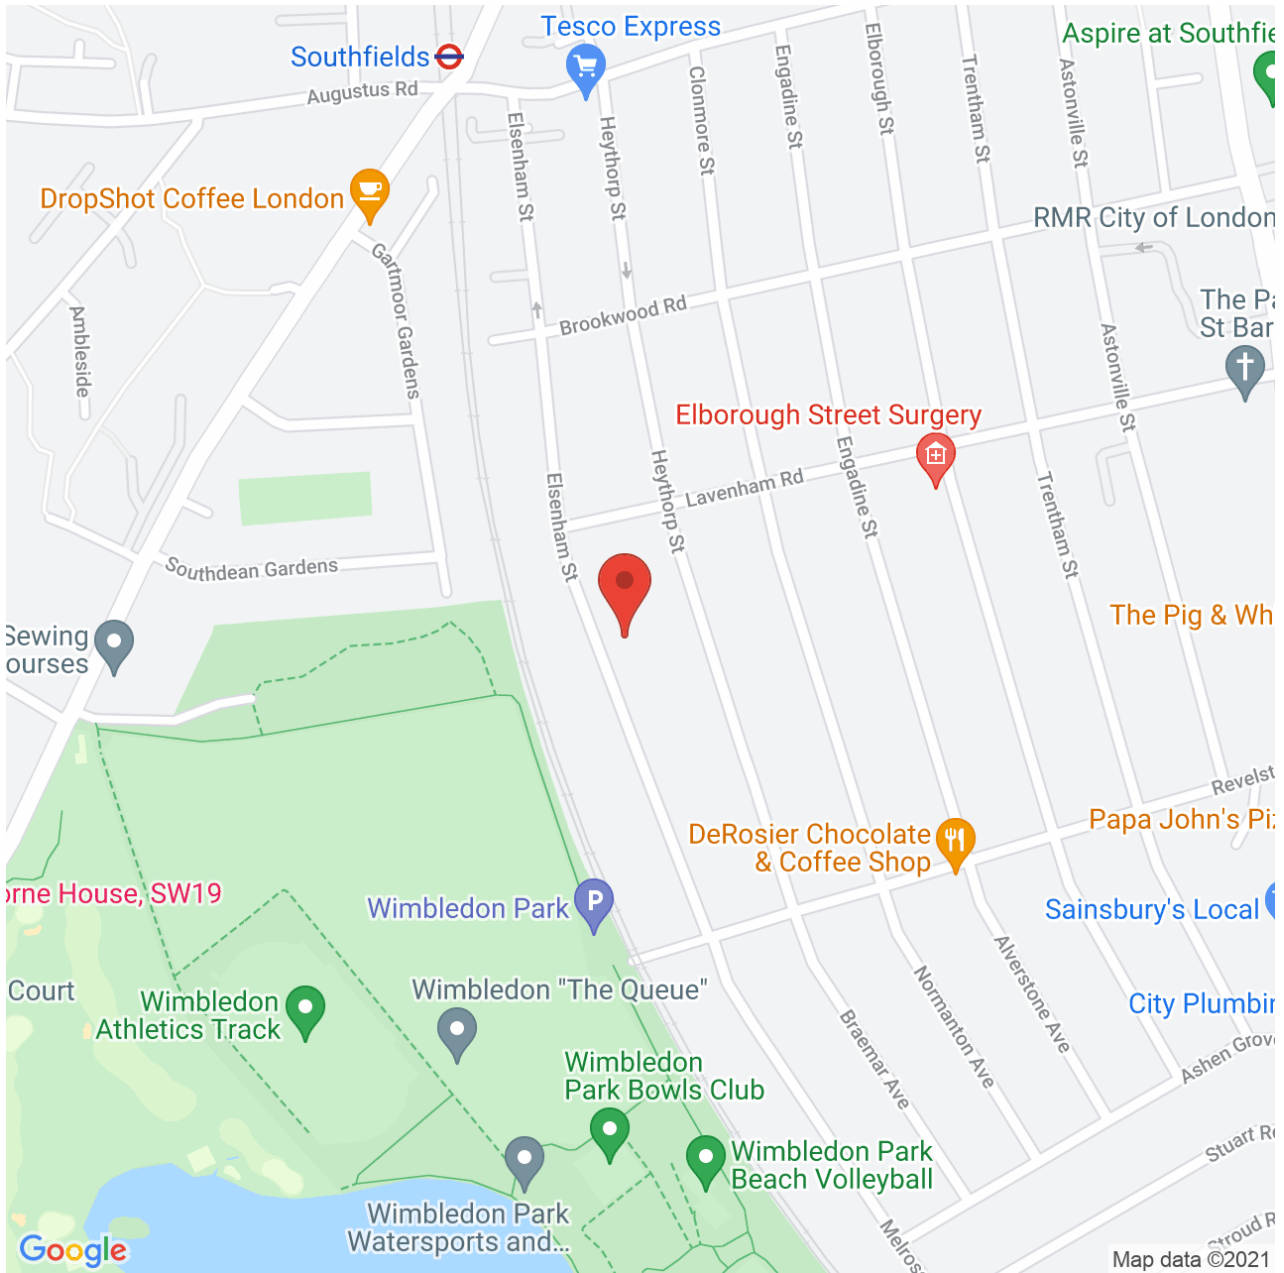 Tesco Express
Aspire at Southfie
Southfields
Augustus Rd
Elsenham St
Heythorp St
Clonmore St
Engadine St
Elborough St
Trentham St
Astonville St
DropShot Coffee London
RMR City of London
Gartmoor Gardens
Ambleside
Brookwood Rd
The Pa
St Bar
Astonville St
Elborough Street Surgery
Elsenham St
Heythorp St
Lavenham Rd
Engadine St
Trentham St
Southdean Gardens
Sewing
ourses
The Pig & Wh
Revelst
DeRosier Chocolate
& Coffee Shop
Papa John's Piz
orne House, SW19
Wimbledon Park
P
Sainsbury's Local
Court
Wimbledon
Athletics Track
Wimbledon "The Queue"
Alverstone Ave
Normanton Ave
Braemar Ave
City Plumbin
Ashen Grove
Wimbledon
Park Bowls Club
Wimbledon Park
Beach Volleyball
Stuart R
Wimbledon Park
Watersports and...
Melros
Stroud R
Google
Map data ©2021